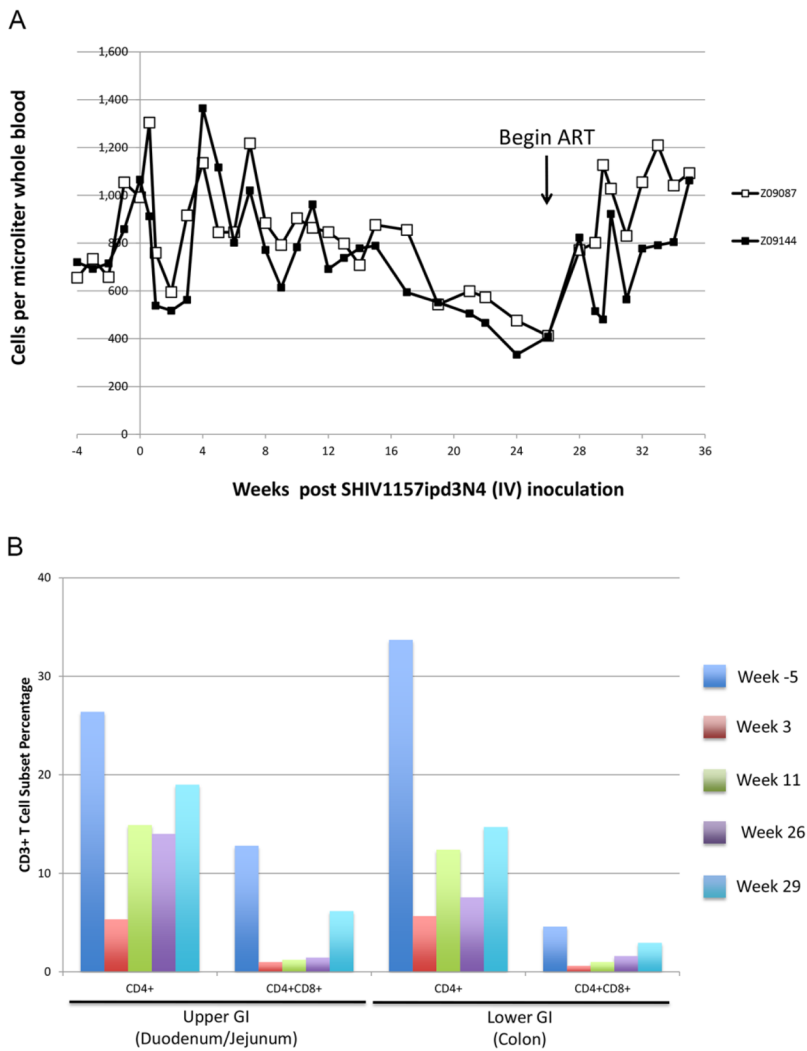 A
Cells per microliter whole blood
1,600
1,400
1,200
1,000
800
600
400
200
0
-4 0 4 8 12 16 20 24 28 32 36
Begin ART
Z09087
Z09144
Weeks post SHIV1157ipd3N4 (IV) inoculation
B
CD3+ T Cell Subset Percentage
40
30
20
10
0
CD4+ CD4+CD8+ CD4+ CD4+CD8+
Upper GI
(Duodenum/Jejunum)
Lower GI
(Colon)
Week -5
Week 3
Week 11
Week 26
Week 29